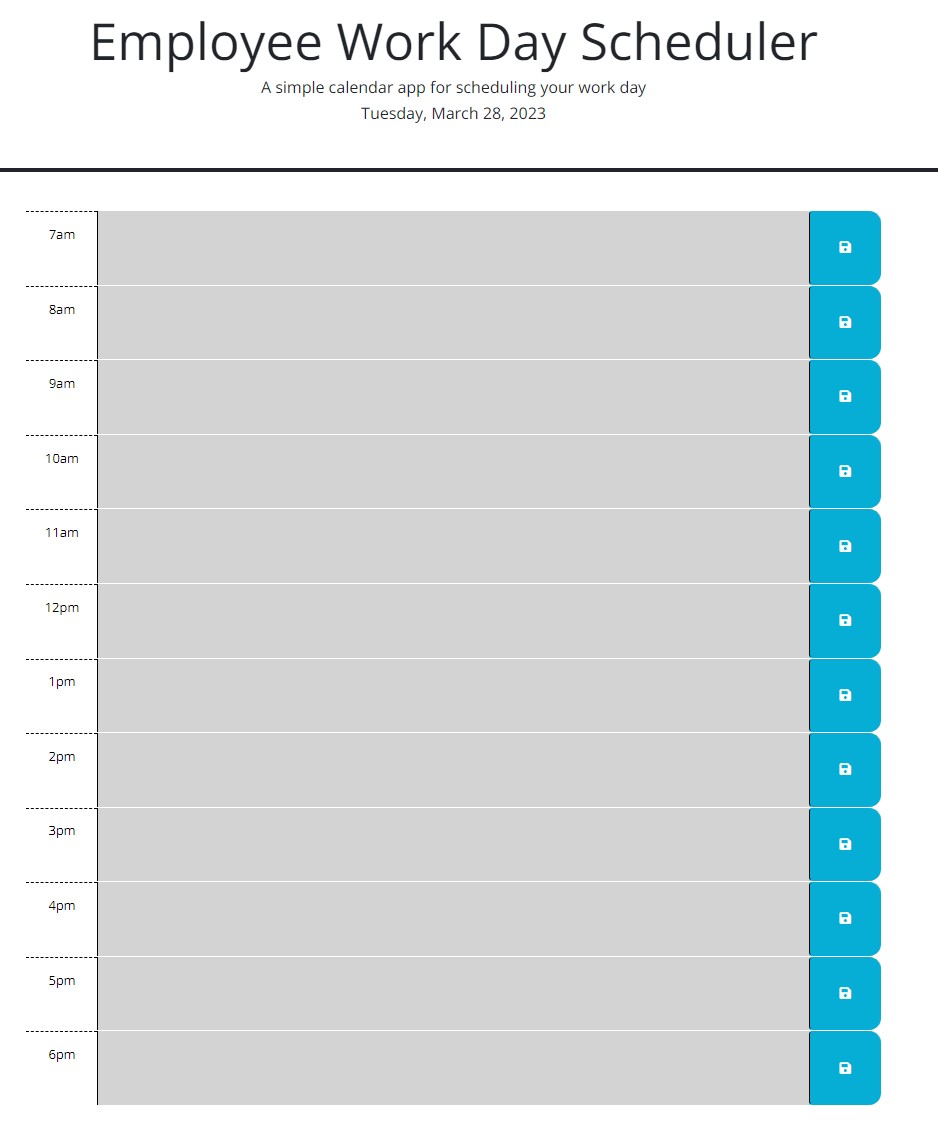 Employee Work Day Scheduler
A simple calendar app for scheduling your work day
Tuesday, March 28, 2023
7am
8am
9am
10am
11am
12pm
1pm
2pm
3pm
4pm
5pm
6pm